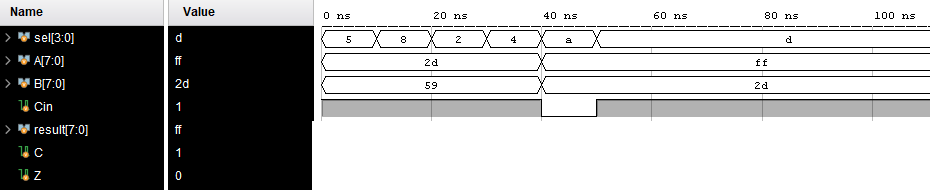 Name Value 0 ns 20 ns 40 ns 60 ns 80 ns 100 ns
sel[3:0] d 5 8 2 4 a d
A[7:0] ff 2d ff
B[7:0] 2d 59 2d
Cin 1
result[7:0] ff
C 1
Z 0